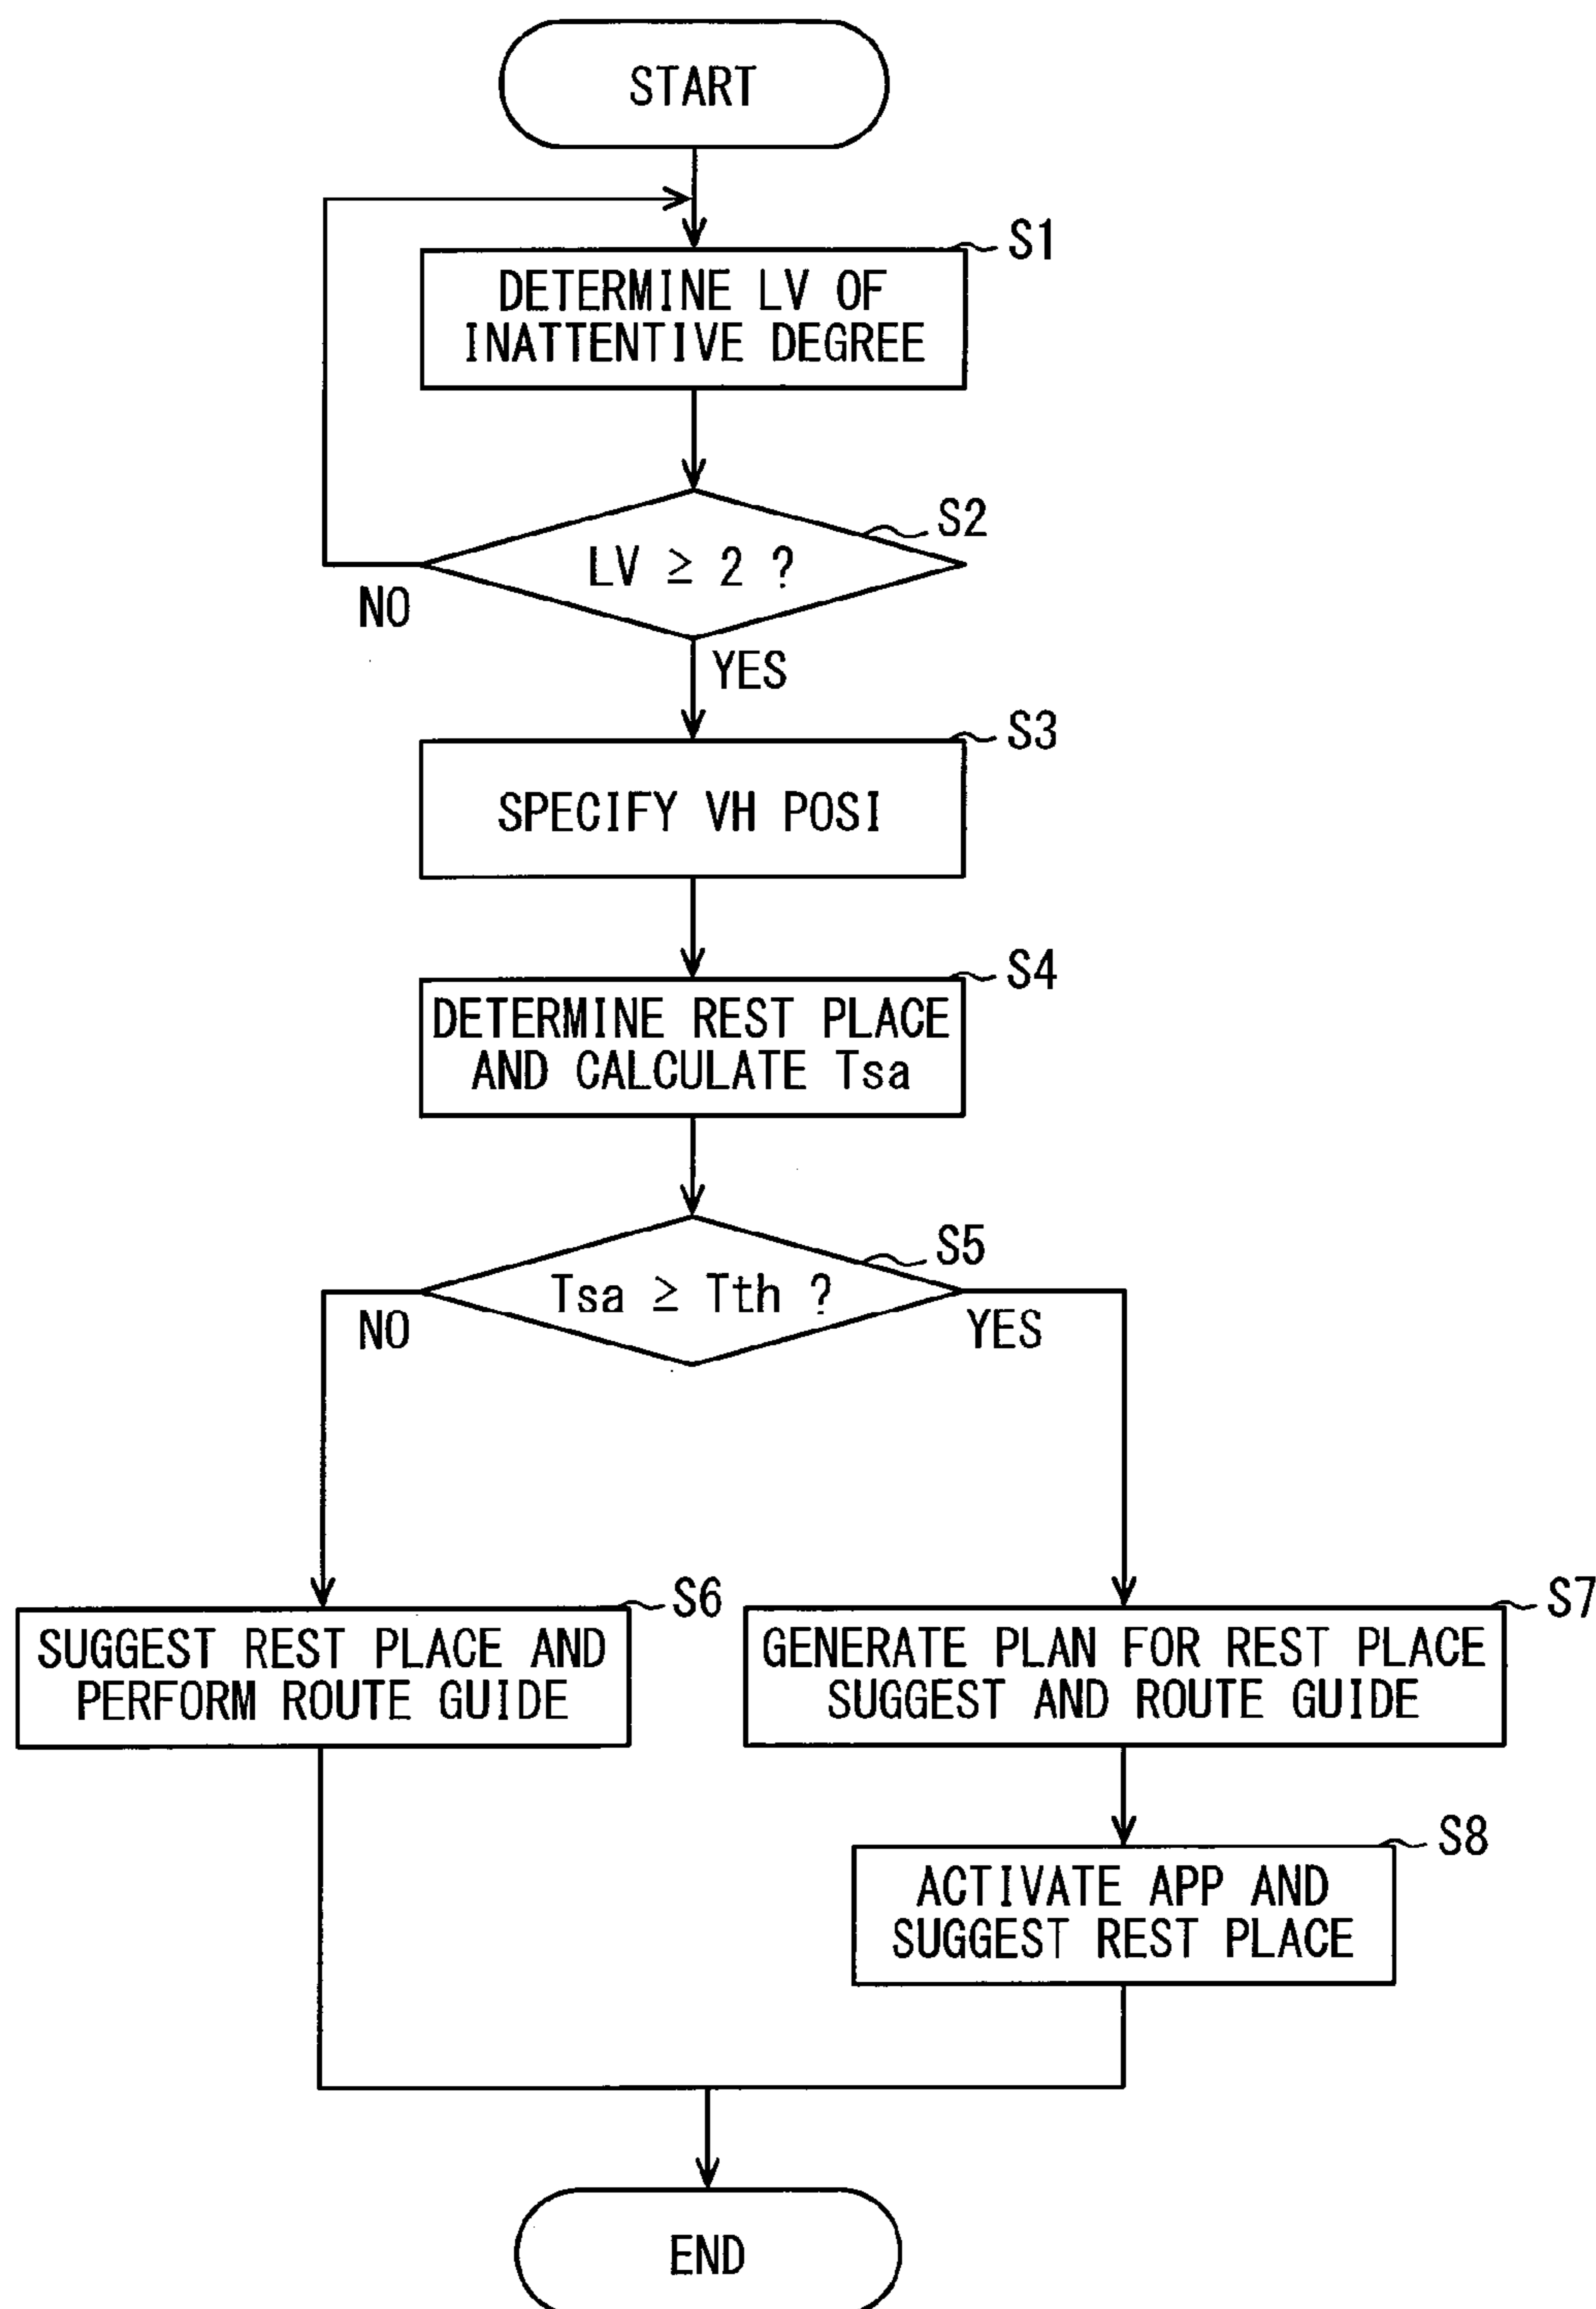 START
S1
DETERMINE LV OF
INATTENTIVE DEGREE
S2
LV ≥ 2 ?
NO
YES
S3
SPECIFY VH POSI
S4
DETERMINE REST PLACE
AND CALCULATE Tsa
S5
Tsa ≥ Tth ?
NO
YES
S6
SUGGEST REST PLACE AND
PERFORM ROUTE GUIDE
S7
GENERATE PLAN FOR REST PLACE
SUGGEST AND ROUTE GUIDE
S8
ACTIVATE APP AND
SUGGEST REST PLACE
END